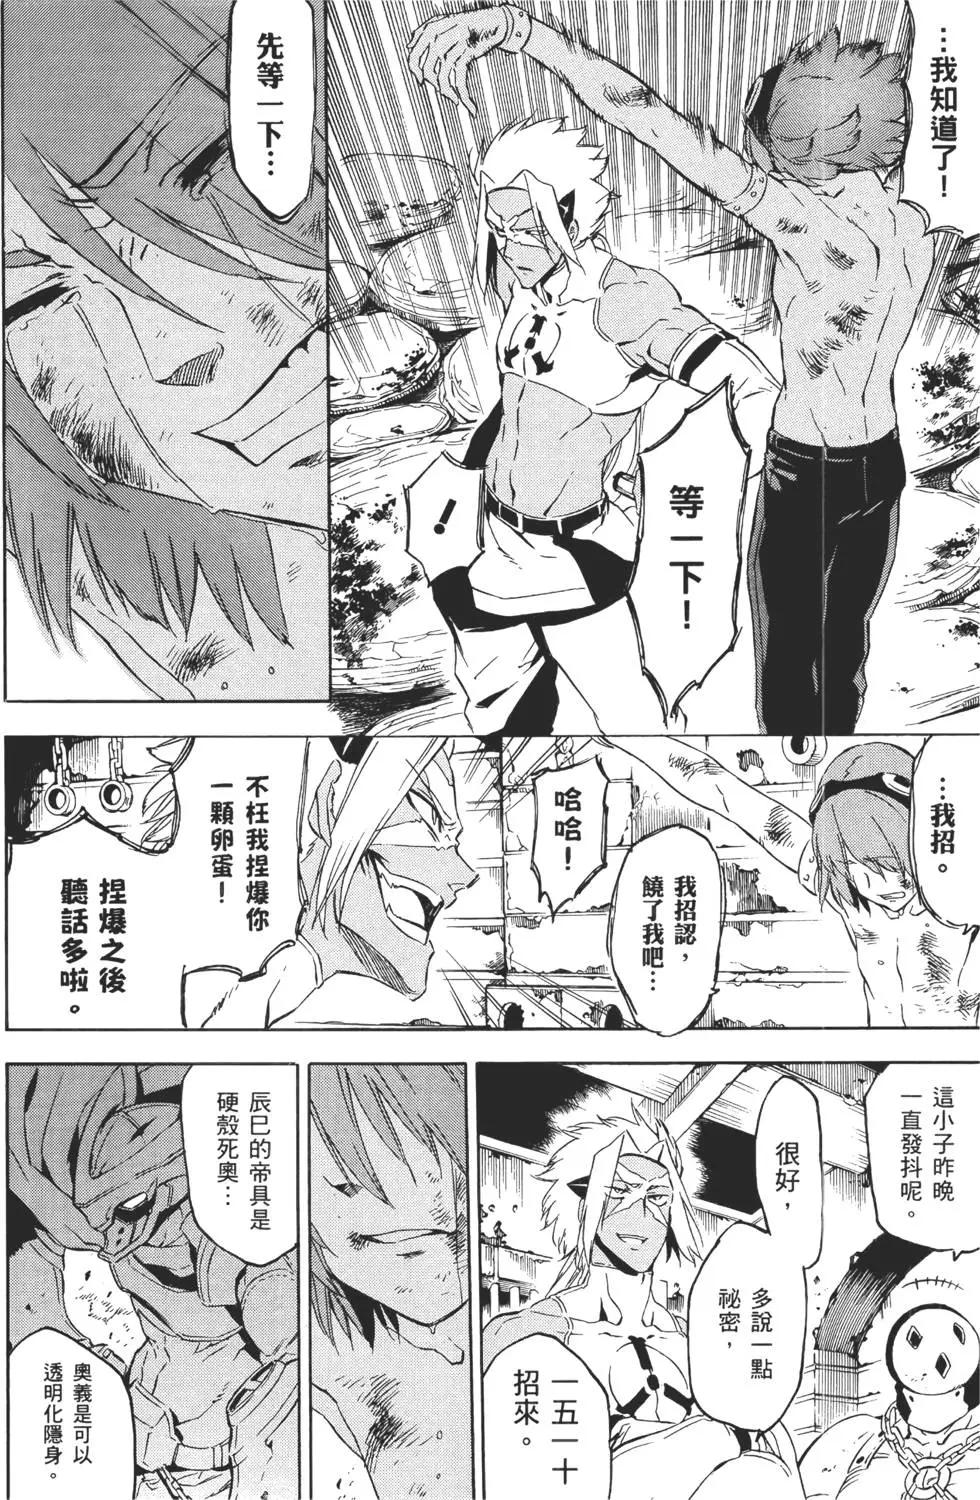 …我知道了！
等一下！
！
先等一下…
…我招。
我招認，
饒了我吧…
哈哈！
不枉我捏爆你
一顆卵蛋！
捏爆之後
聽話多啦。
這小子昨晚
一直發抖呢。
很好，
多說一點
祕密，
一五一十
招來。
辰巳的帝具是
硬殼死奧…
奧義是可以
透明化隱身。